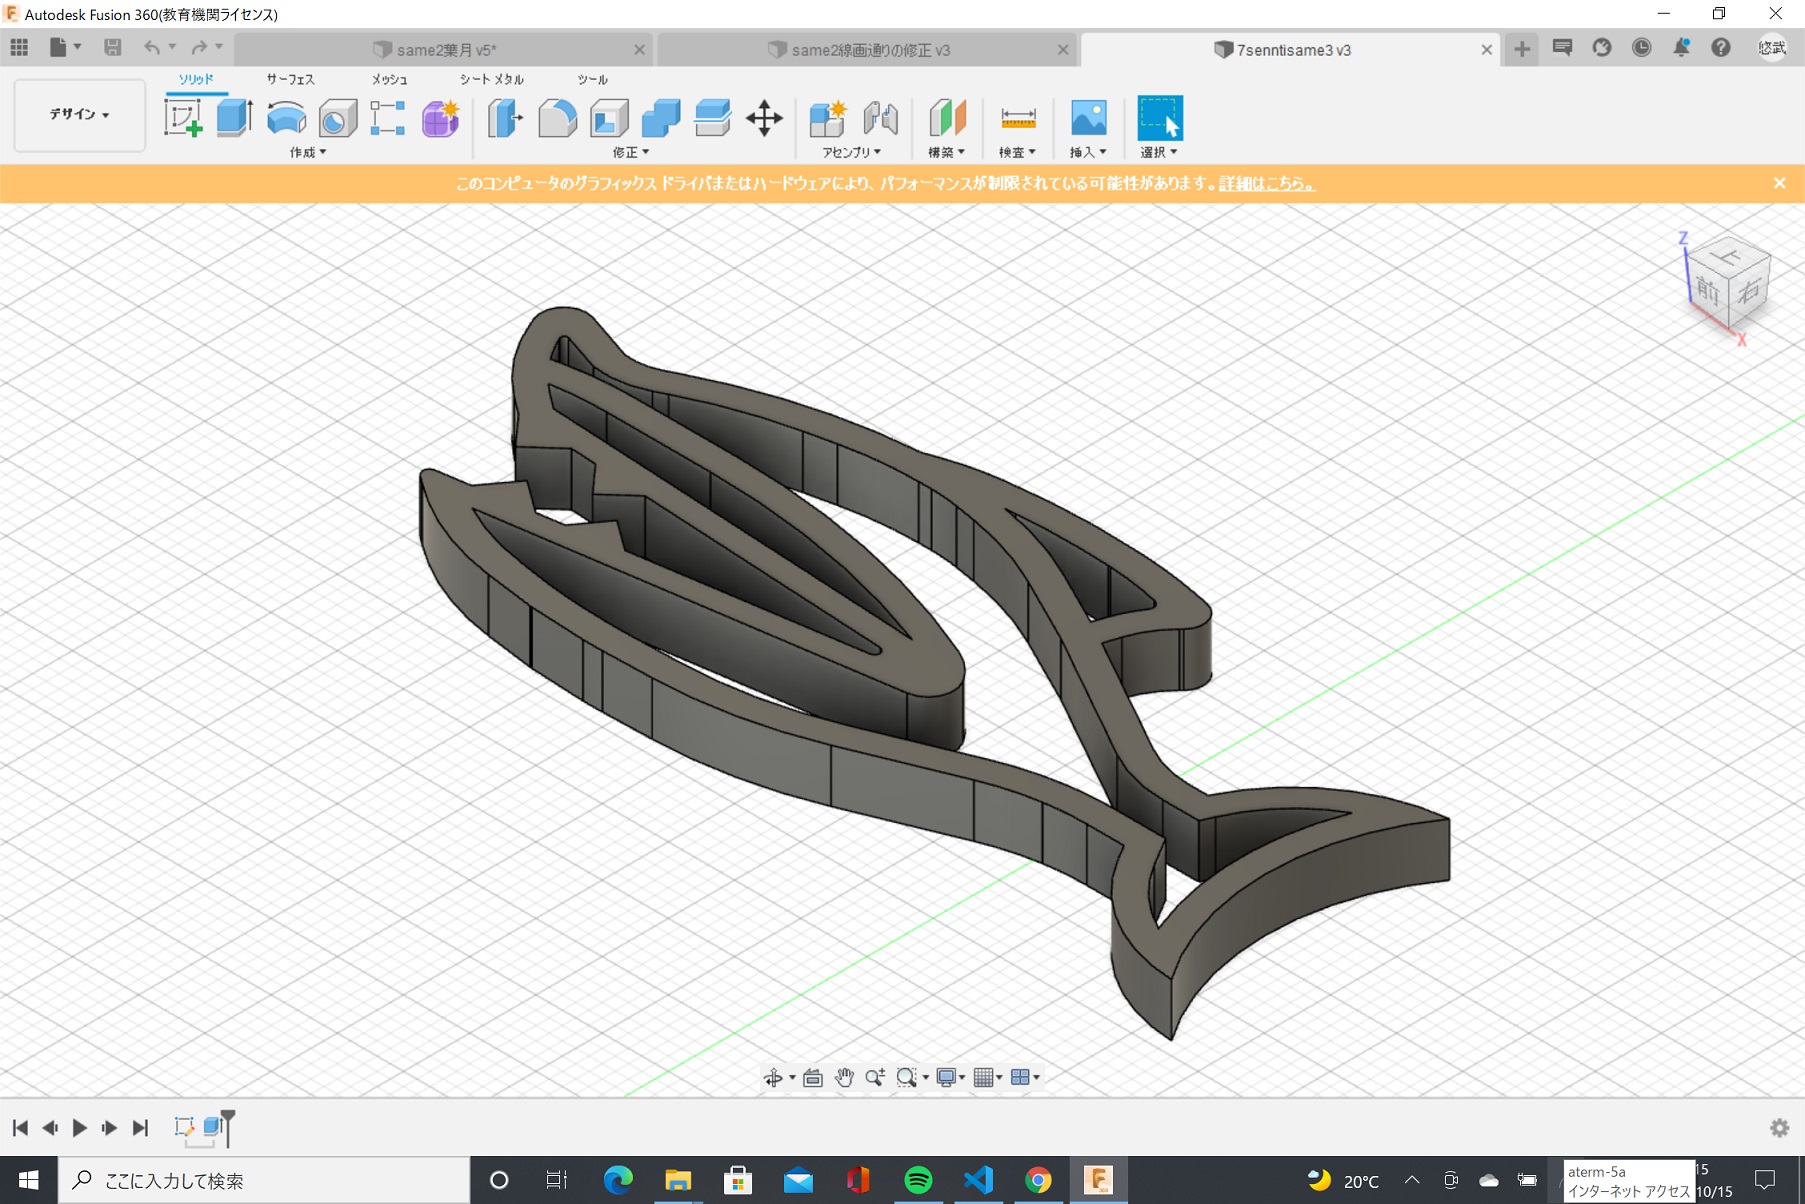 Autodesk Fusion 360(教育機関ライセンス)
same2葉月 v5*
same2線画通りの修正 v3
7senntisame3 v3
悠武
デザイン
ソリッド
サーフェス
メッシュ
シート メタル
ツール
作成
修正
アセンブリ
構築
検査
挿入
選択
このコンピュータのグラフィックス ドライバまたはハードウェアにより、パフォーマンスが制限されている可能性があります。詳細はこちら。
Z
上
前
右
X
ここに入力して検索
20°C
aterm-5a
インターネット アクセス
15
10/15